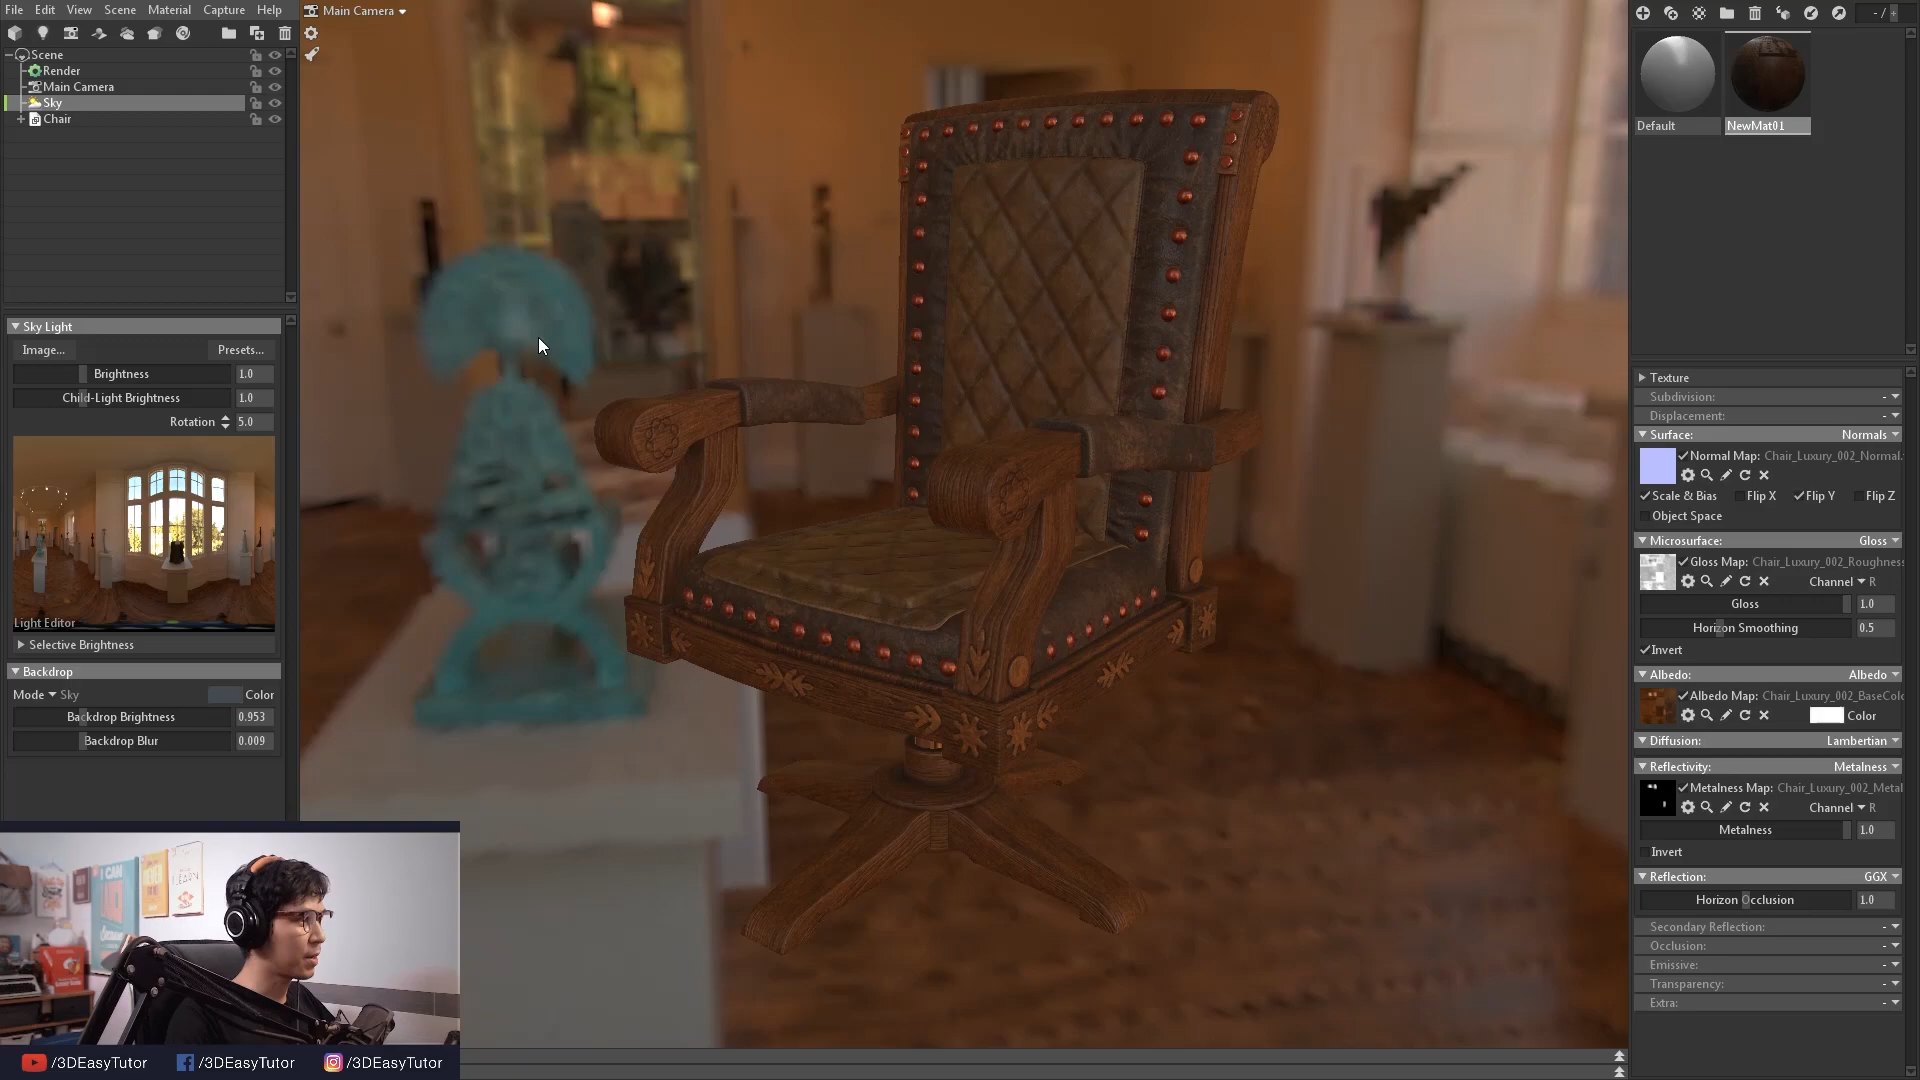 File Edit View Scene Material Capture Help
Main Camera
- / +
Scene
Render
Main Camera
Sky
Chair
Default
NewMat01
Sky Light
Image...
Presets...
Brightness 1.0
Child-Light Brightness 1.0
Rotation 5.0
Light Editor
Selective Brightness
Backdrop
Mode Sky Color
Backdrop Brightness 0.953
Backdrop Blur 0.009
Texture
Subdivision: -
Displacement: -
Surface: Normals
Normal Map: Chair_Luxury_002_Normal.
Scale & Bias Flip X Flip Y Flip Z
Object Space
Microsurface: Gloss
Gloss Map: Chair_Luxury_002_Roughness
Channel R
Gloss 1.0
Horizon Smoothing 0.5
Invert
Albedo: Albedo
Albedo Map: Chair_Luxury_002_BaseColo
Color
Diffusion: Lambertian
Reflectivity: Metalness
Metalness Map: Chair_Luxury_002_Metal
Channel R
Metalness 1.0
Invert
Reflection: GGX
Horizon Occlusion 1.0
Secondary Reflection: -
Occlusion: -
Emissive: -
Transparency: -
Extra: -
I CAN
LEARN
/3DEasyTutor /3DEasyTutor /3DEasyTutor